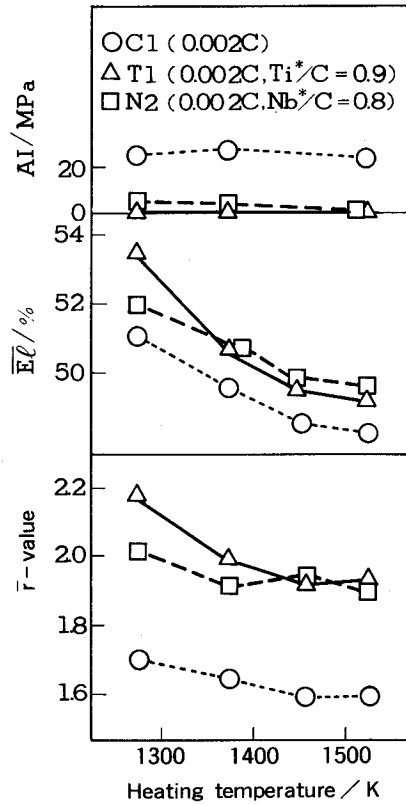 ○C1 (0.002C)
△T1 (0.002C,Ti*/C=0.9)
□N2 (0.002C,Nb*/C=0.8)
AI/MPa
20
0
54
52
50
E̅ℓ/%
2.2
2.0
1.8
1.6
r̅-value
1300 1400 1500
Heating temperature / K